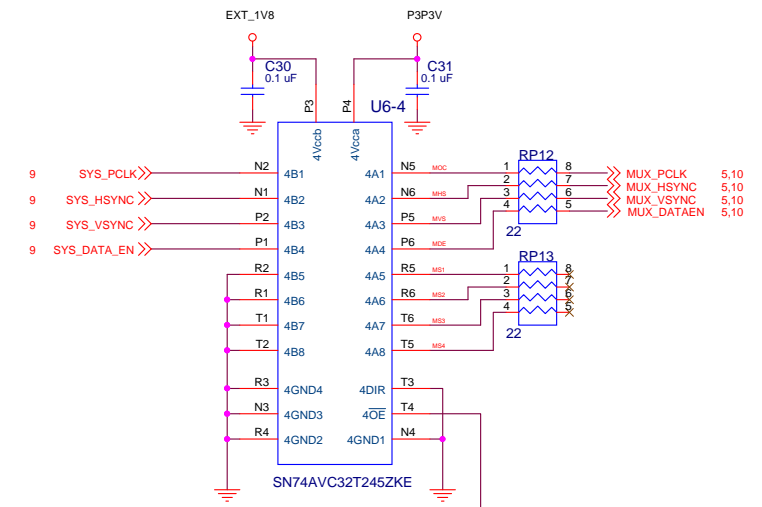 EXT_1V8 P3P3V
C30 0.1 uF C31 0.1 uF
P3 P4 U6-4
4Vccb 4Vcca
RP12
9 SYS_PCLK N2 4B1 4A1 N5 MOC 1 8 MUX_PCLK 5,10
9 SYS_HSYNC N1 4B2 4A2 N6 MHS 2 7 MUX_HSYNC 5,10
9 SYS_VSYNC P2 4B3 4A3 P5 MVS 3 6 MUX_VSYNC 5,10
9 SYS_DATA_EN P1 4B4 4A4 P6 MDE 4 5 MUX_DATAEN 5,10
22
RP13
R2 4B5 4A5 R5 MS1 1 8
R1 4B6 4A6 R6 MS2 2 7
T1 4B7 4A7 T6 MS3 3 6
T2 4B8 4A8 T5 MS4 4 5
22
R3 4GND4 4DIR T3
N3 4GND3 4OE T4
R4 4GND2 4GND1 N4
SN74AVC32T245ZKE